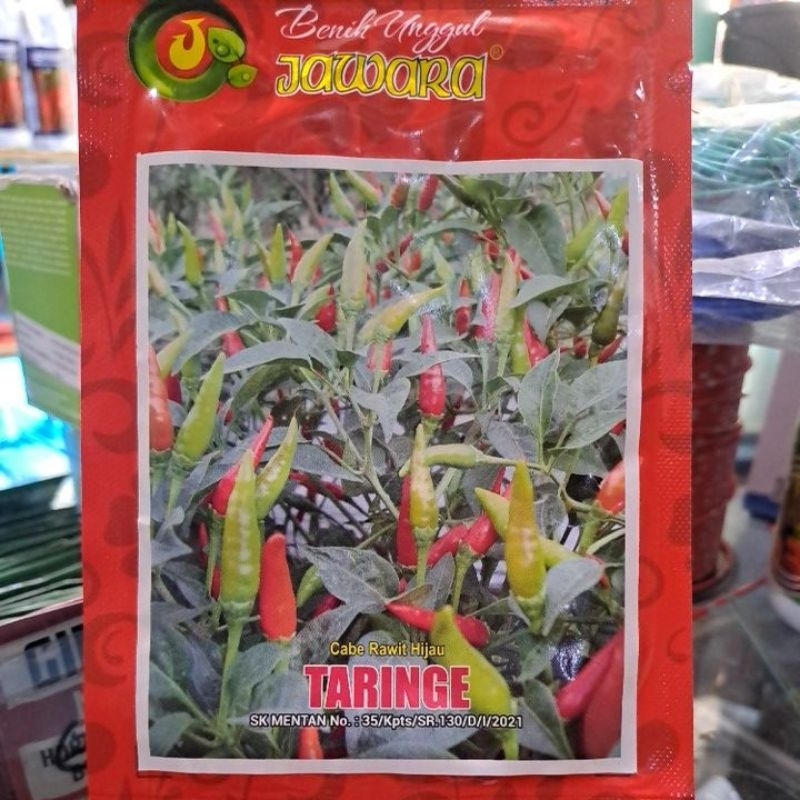 Benih Unggul
JAWARA®
Cabe Rawit Hijau
TARINGE
SK MENTAN No. : 35/Kpts/SR.130/D/I/2021